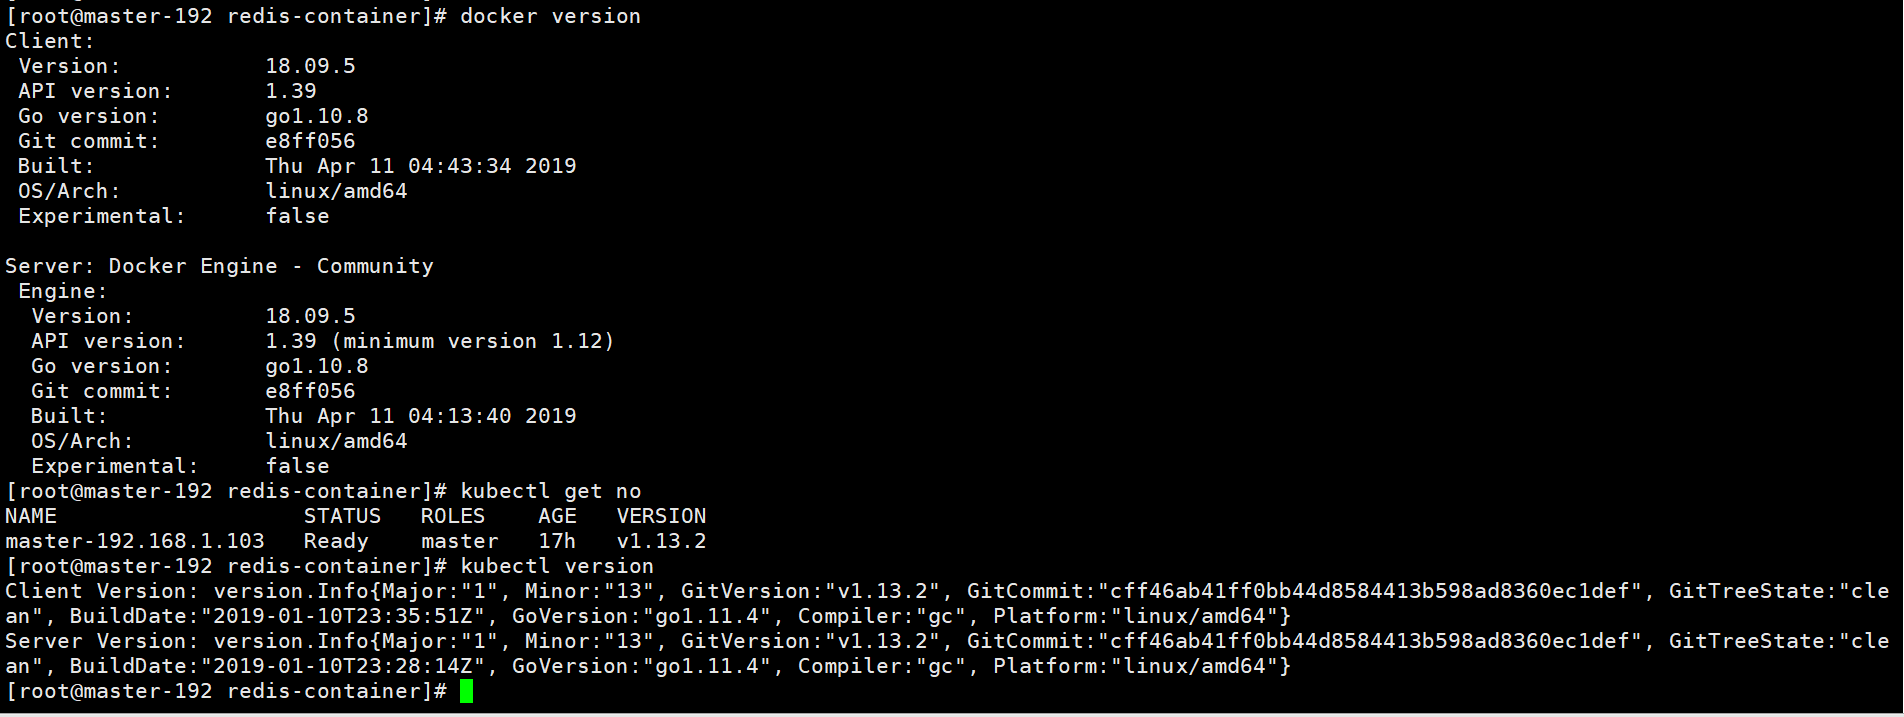 [root@master-192 redis-container]# docker version
Client:
 Version:           18.09.5
 API version:       1.39
 Go version:        go1.10.8
 Git commit:        e8ff056
 Built:             Thu Apr 11 04:43:34 2019
 OS/Arch:           linux/amd64
 Experimental:      false

Server: Docker Engine - Community
 Engine:
  Version:          18.09.5
  API version:      1.39 (minimum version 1.12)
  Go version:       go1.10.8
  Git commit:       e8ff056
  Built:            Thu Apr 11 04:13:40 2019
  OS/Arch:          linux/amd64
  Experimental:     false
[root@master-192 redis-container]# kubectl get no
NAME                   STATUS   ROLES    AGE   VERSION
master-192.168.1.103   Ready    master   17h   v1.13.2
[root@master-192 redis-container]# kubectl version
Client Version: version.Info{Major:"1", Minor:"13", GitVersion:"v1.13.2", GitCommit:"cff46ab41ff0bb44d8584413b598ad8360ec1def", GitTreeState:"cle
an", BuildDate:"2019-01-10T23:35:51Z", GoVersion:"go1.11.4", Compiler:"gc", Platform:"linux/amd64"}
Server Version: version.Info{Major:"1", Minor:"13", GitVersion:"v1.13.2", GitCommit:"cff46ab41ff0bb44d8584413b598ad8360ec1def", GitTreeState:"cle
an", BuildDate:"2019-01-10T23:28:14Z", GoVersion:"go1.11.4", Compiler:"gc", Platform:"linux/amd64"}
[root@master-192 redis-container]#